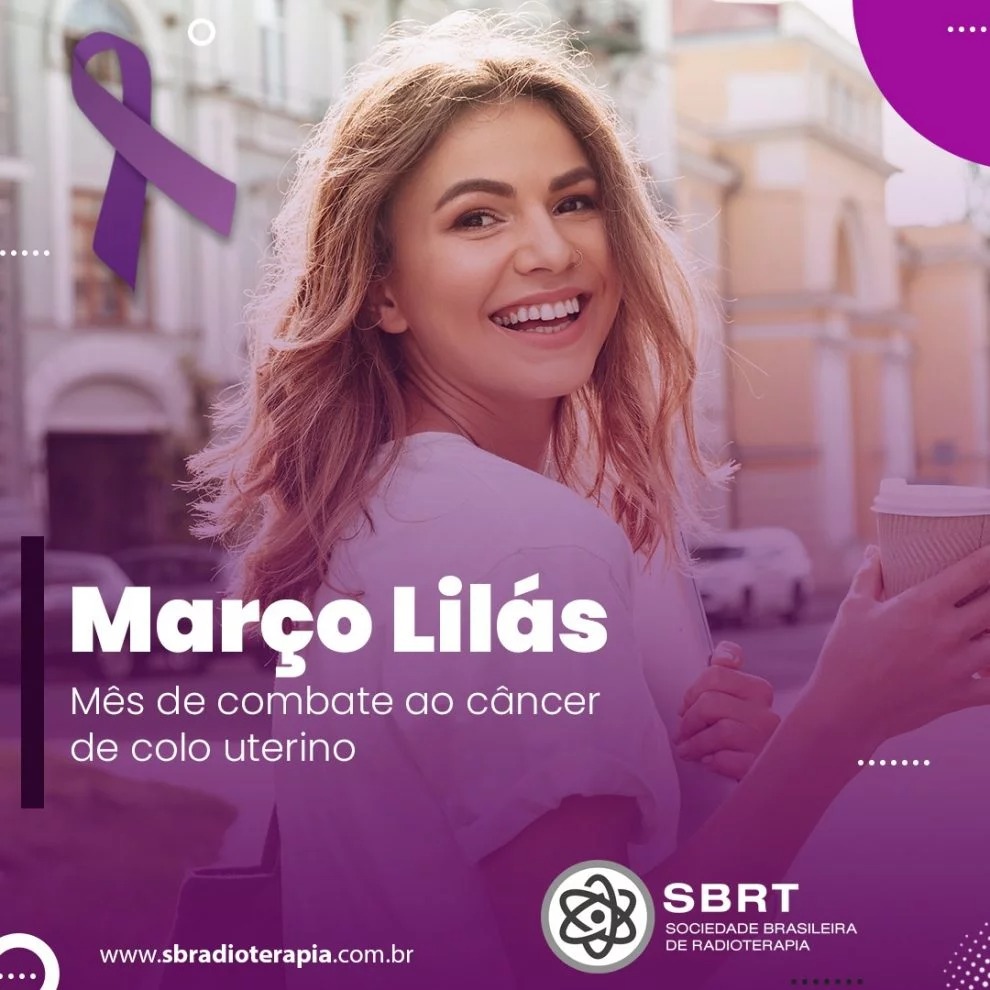 Março Lilás
Mês de combate ao câncer
de colo uterino
SBRT
SOCIEDADE BRASILEIRA
DE RADIOTERAPIA
www.sbradioterapia.com.br